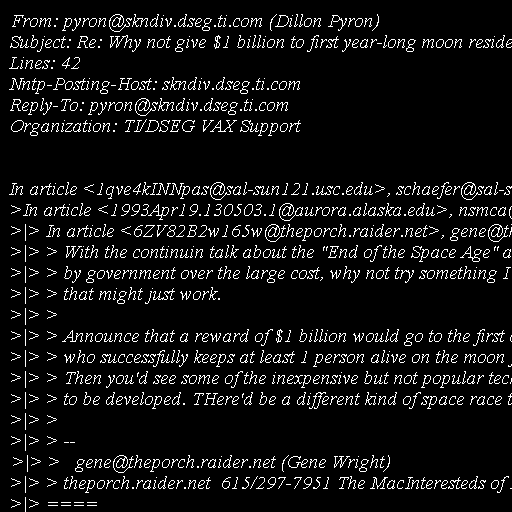 From: pyron@skndiv.dseg.ti.com (Dillon Pyron)
Subject: Re: Why not give $1 billion to first year-long moon reside
Lines: 42
Nntp-Posting-Host: skndiv.dseg.ti.com
Reply-To: pyron@skndiv.dseg.ti.com
Organization: TI/DSEG VAX Support
In article <1qve4kINNpas@sal-sun121.usc.edu>, schaefer@sal-s
>In article <1993Apr19.130503.1@aurora.alaska.edu>, nsmca
>|> In article <6ZV82B2w165w@theporch.raider.net>, gene@th
>|> > With the continuin talk about the "End of the Space Age" a
>|> > by government over the large cost, why not try something I
>|> > that might just work.
>|> >
>|> > Announce that a reward of $1 billion would go to the first
>|> > who successfully keeps at least 1 person alive on the moon
>|> > Then you'd see some of the inexpensive but not popular tec
>|> > to be developed. THere'd be a different kind of space race t
>|> >
>|> > --
>|> > gene@theporch.raider.net (Gene Wright)
>|> > theporch.raider.net 615/297-7951 The MacInteresteds of
>|> ====